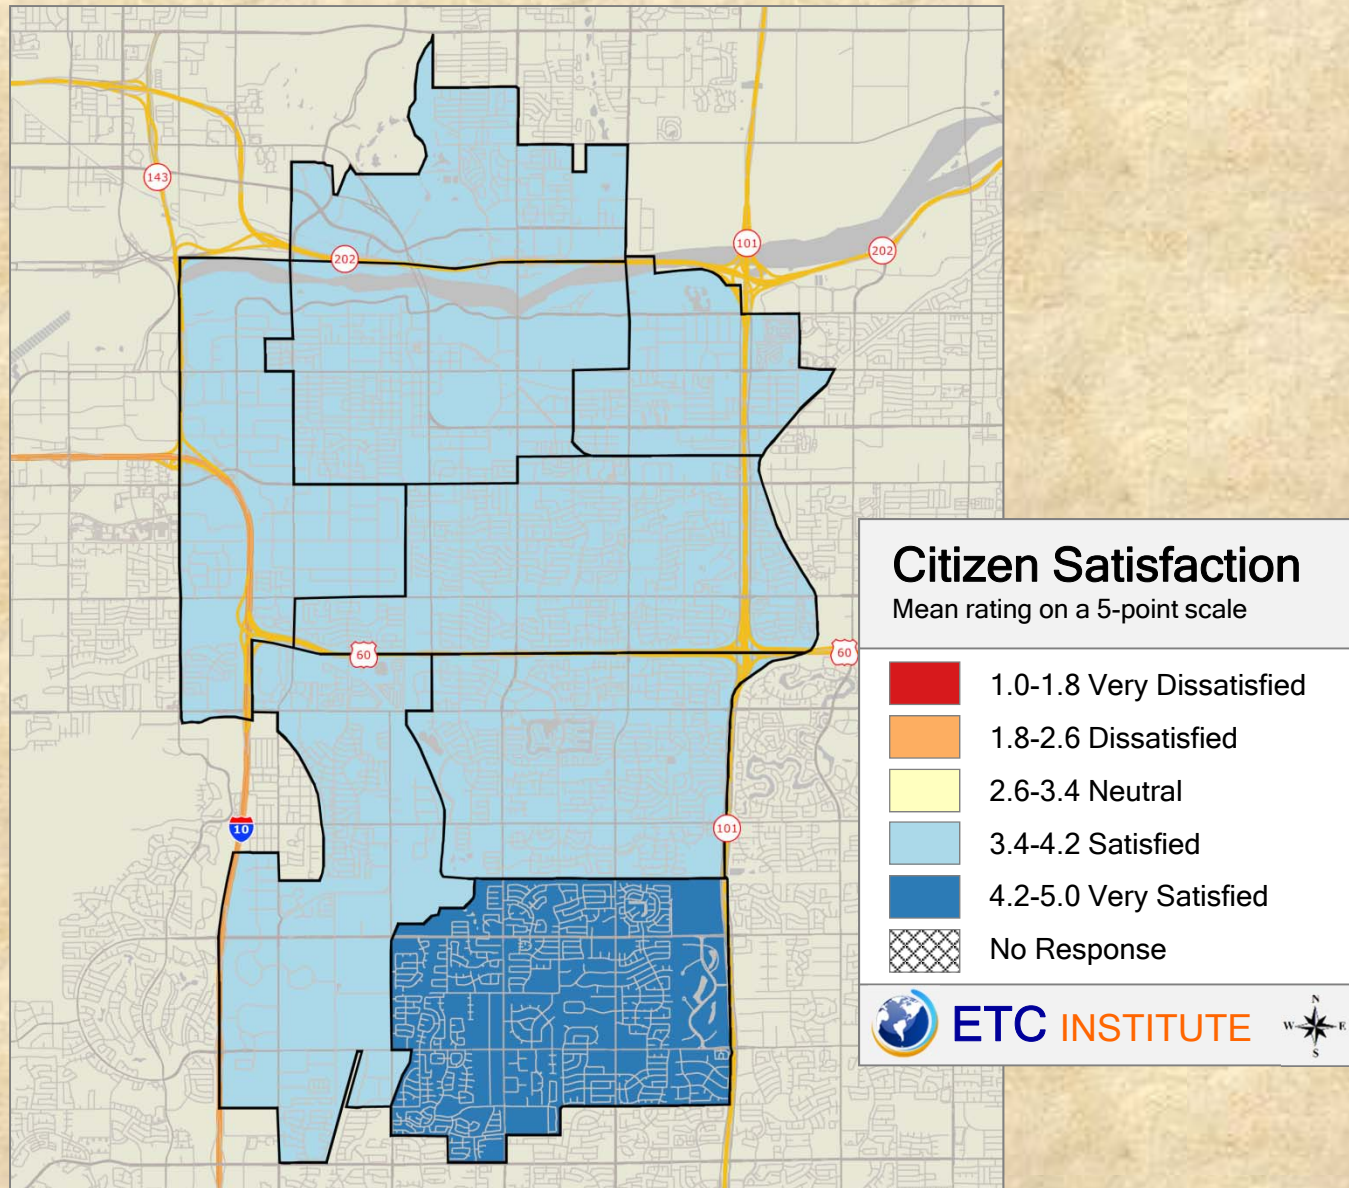 143
202
101
202
60
60
10
101
Citizen Satisfaction
Mean rating on a 5-point scale
1.0-1.8 Very Dissatisfied
1.8-2.6 Dissatisfied
2.6-3.4 Neutral
3.4-4.2 Satisfied
4.2-5.0 Very Satisfied
No Response
ETC INSTITUTE
N
W E
S